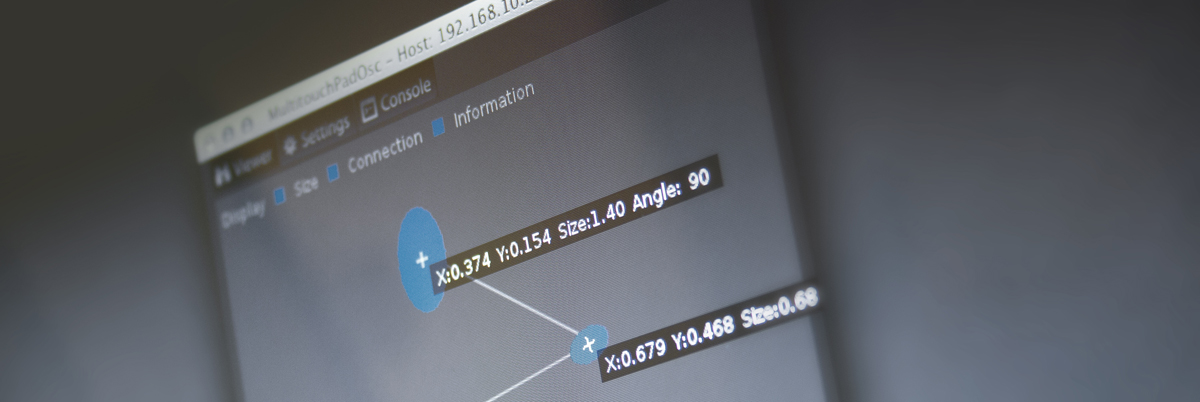 MultitouchPadOsc – Host: 192.168.10.2
Viewer Settings Console
Display Size Connection Information
X:0.374 Y:0.154 Size:1.40 Angle: 90
X:0.679 Y:0.468 Size:0.68